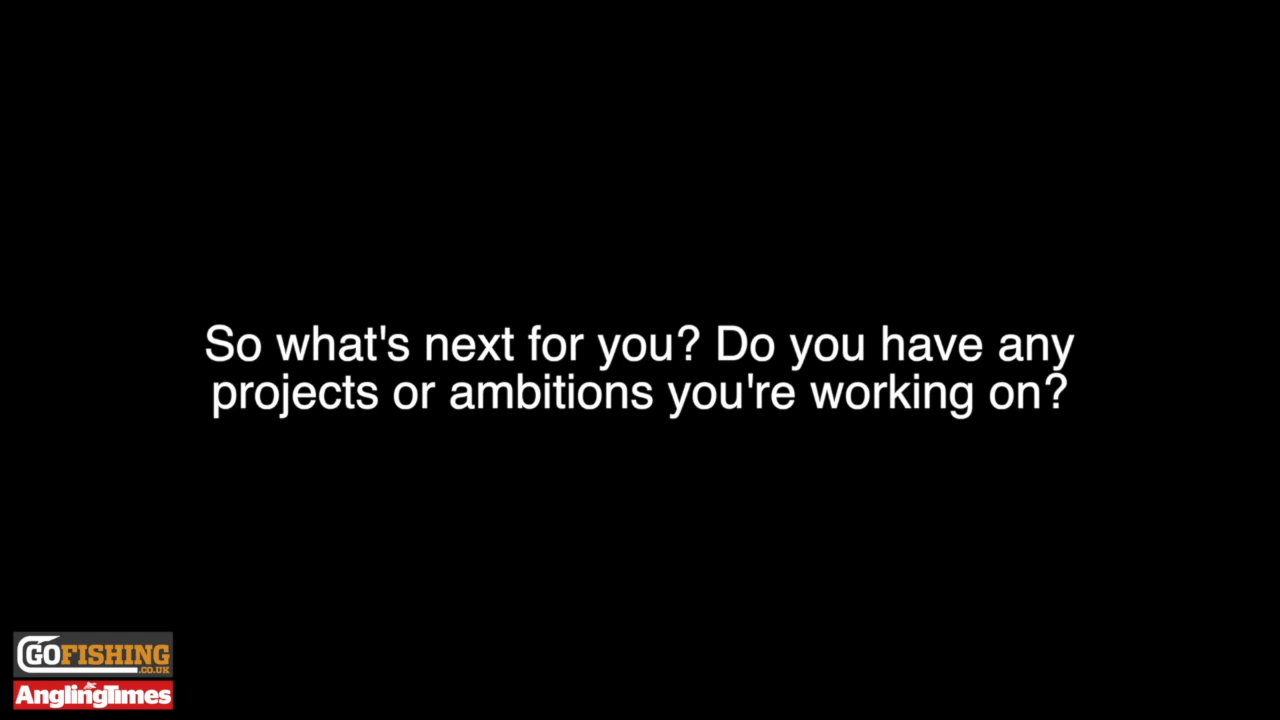 So what's next for you? Do you have any
projects or ambitions you're working on?
GOFISHING
.CO.UK
AnglingTimes